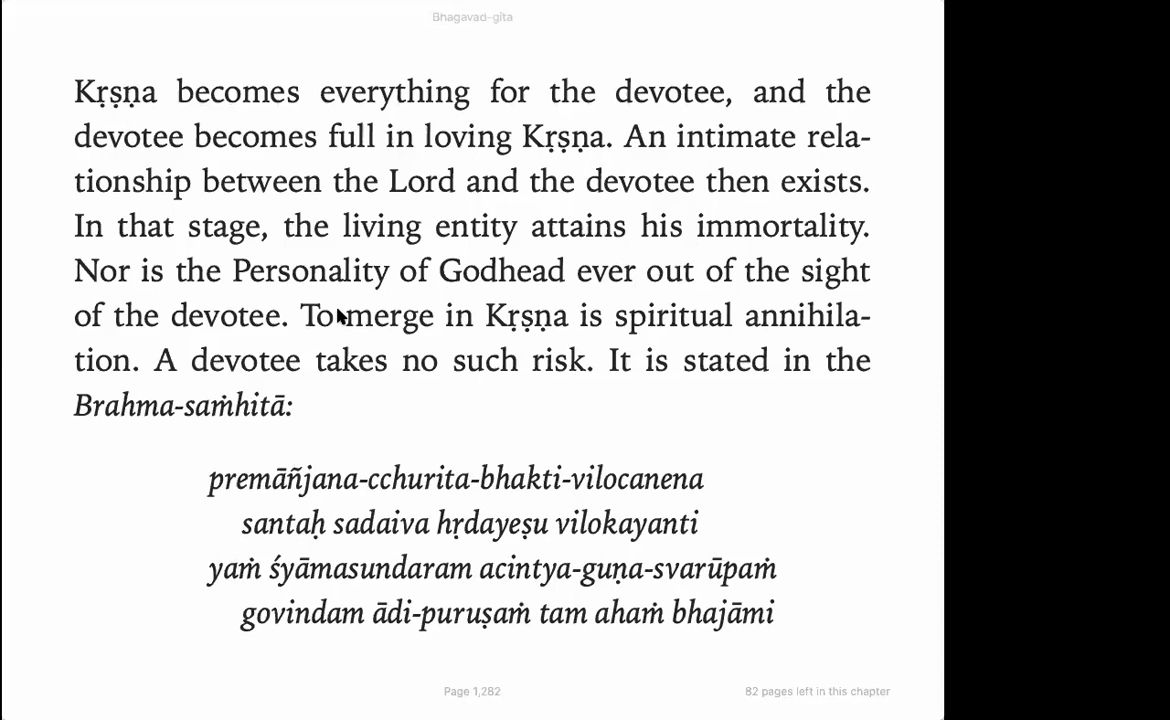 Bhagavad-gīta
Kṛṣṇa becomes everything for the devotee, and the
devotee becomes full in loving Kṛṣṇa. An intimate rela-
tionship between the Lord and the devotee then exists.
In that stage, the living entity attains his immortality.
Nor is the Personality of Godhead ever out of the sight
of the devotee. To merge in Kṛṣṇa is spiritual annihila-
tion. A devotee takes no such risk. It is stated in the
Brahma-saṁhitā:
premāñjana-cchurita-bhakti-vilocanena
santaḥ sadaiva hṛdayeṣu vilokayanti
yaṁ śyāmasundaram acintya-guṇa-svarūpaṁ
govindam ādi-puruṣaṁ tam ahaṁ bhajāmi
Page 1,282
82 pages left in this chapter